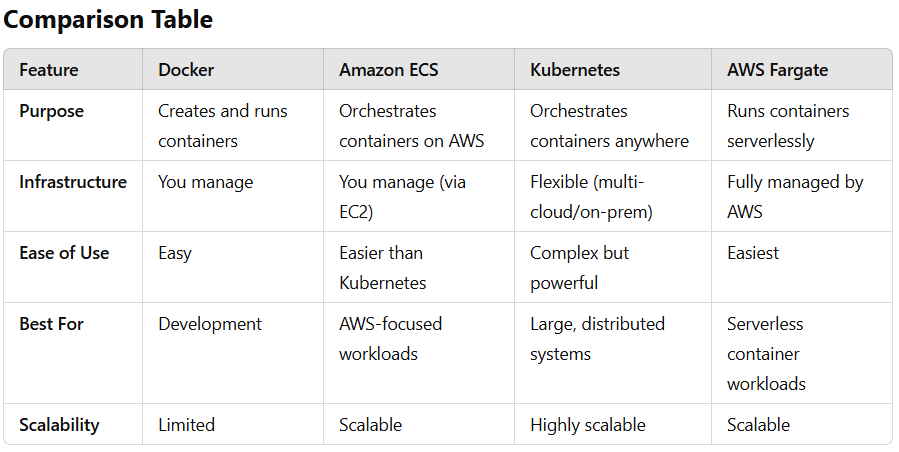 Comparison Table
Feature Docker Amazon ECS Kubernetes AWS Fargate
Purpose Creates and runs containers Orchestrates containers on AWS Orchestrates containers anywhere Runs containers serverlessly
Infrastructure You manage You manage (via EC2) Flexible (multi-cloud/on-prem) Fully managed by AWS
Ease of Use Easy Easier than Kubernetes Complex but powerful Easiest
Best For Development AWS-focused workloads Large, distributed systems Serverless container workloads
Scalability Limited Scalable Highly scalable Scalable